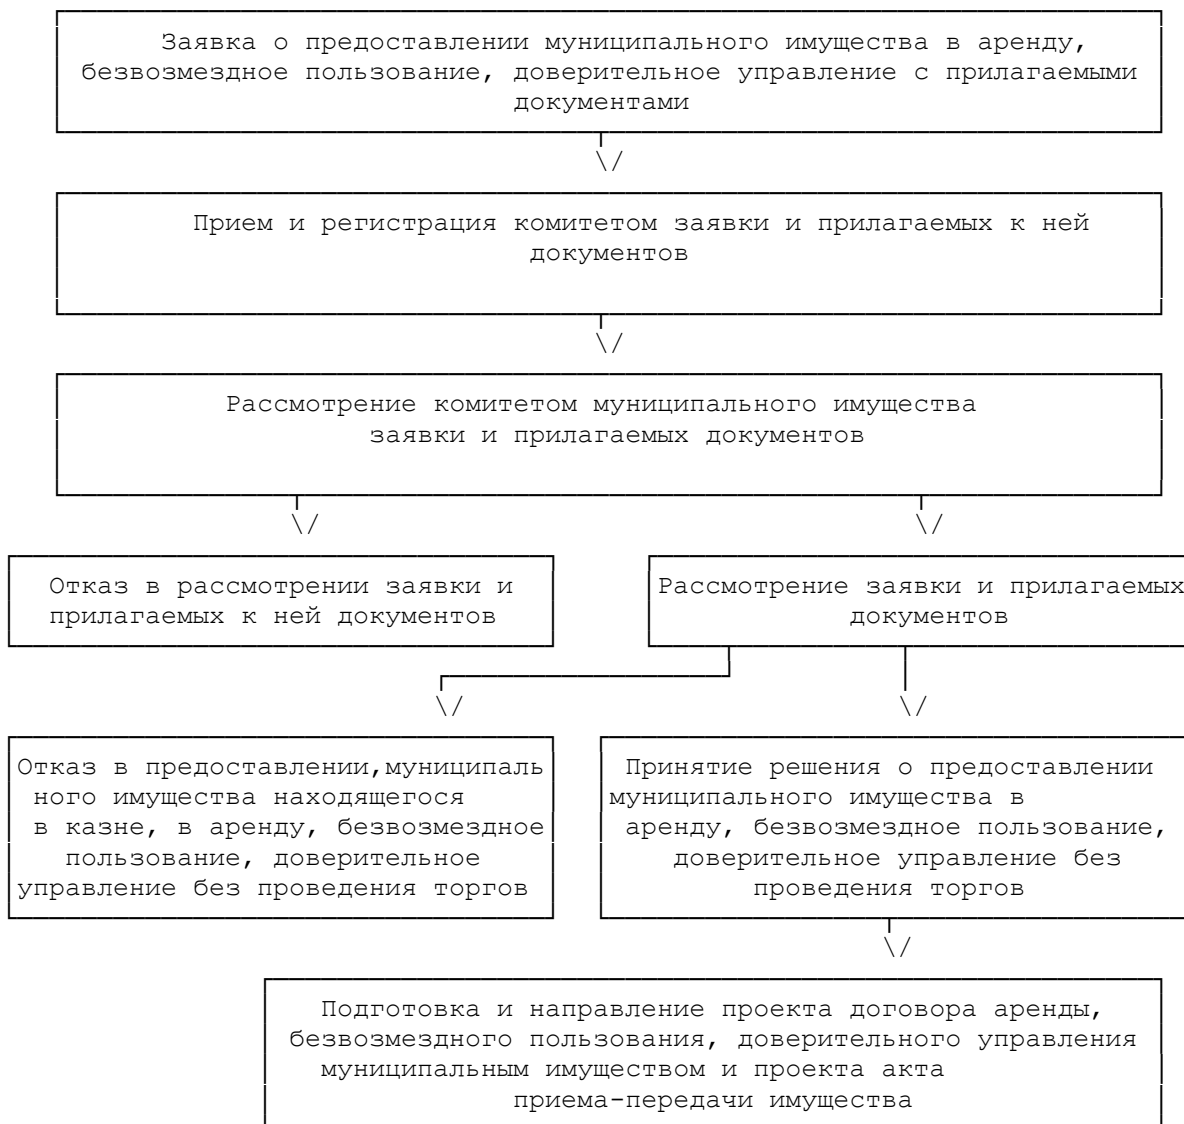 Заявка о предоставлении муниципального имущества в аренду,
безвозмездное пользование, доверительное управление с прилагаемыми
документами
\/
Прием и регистрация комитетом заявки и прилагаемых к ней
документов
\/
Рассмотрение комитетом муниципального имущества
заявки и прилагаемых документов
\/
\/
Отказ в рассмотрении заявки и
прилагаемых к ней документов
Рассмотрение заявки и прилагаемых
документов
\/
\/
Отказ в предоставлении,муниципаль
ного имущества находящегося
в казне, в аренду, безвозмездное
пользование, доверительное
управление без проведения торгов
Принятие решения о предоставлении
муниципального имущества в
аренду, безвозмездное пользование,
доверительное управление без
проведения торгов
\/
Подготовка и направление проекта договора аренды,
безвозмездного пользования, доверительного управления
муниципальным имуществом и проекта акта
приема-передачи имущества